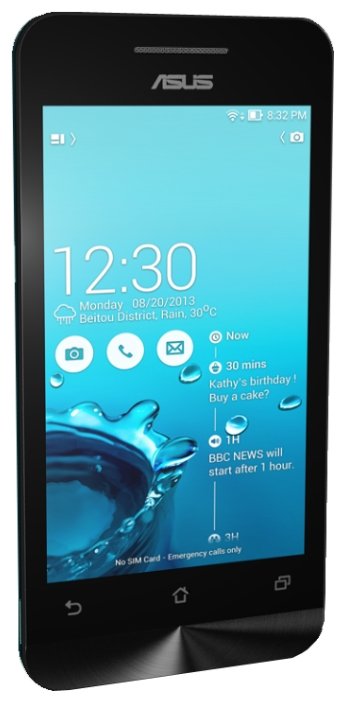 ASUS
8:32 PM
12:30
Monday 08/20/2013
Beitou District, Rain, 30°C
Now
30 mins
Kathy's birthday !
Buy a cake?
1H
BBC NEWS will
start after 1 hour.
3H
No SIM Card - Emergency calls only